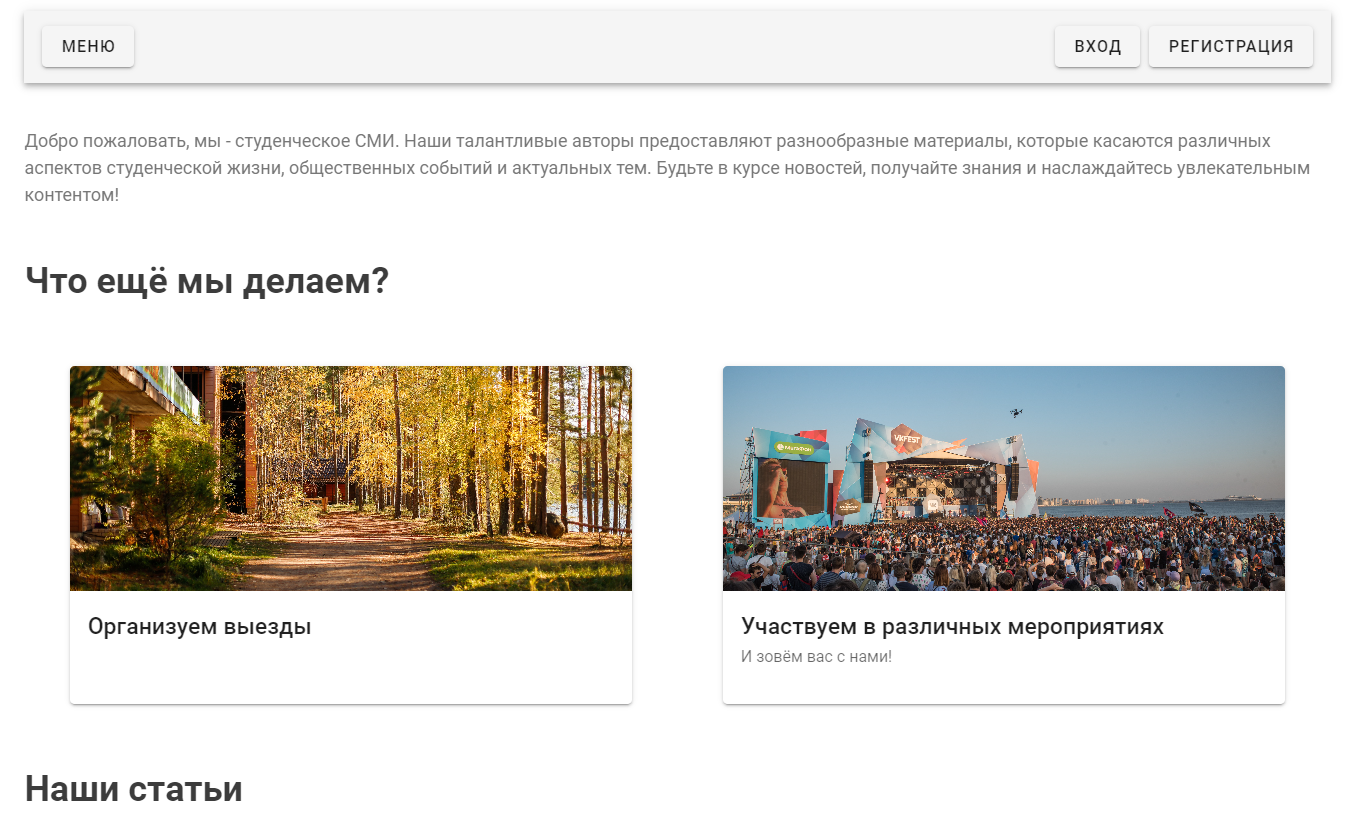 МЕНЮ
ВХОД
РЕГИСТРАЦИЯ
Добро пожаловать, мы - студенческое СМИ. Наши талантливые авторы предоставляют разнообразные материалы, которые касаются различных
аспектов студенческой жизни, общественных событий и актуальных тем. Будьте в курсе новостей, получайте знания и наслаждайтесь увлекательным
контентом!
Что ещё мы делаем?
VKFEST
Организуем выезды
Участвуем в различных мероприятиях
И зовём вас с нами!
Наши статьи